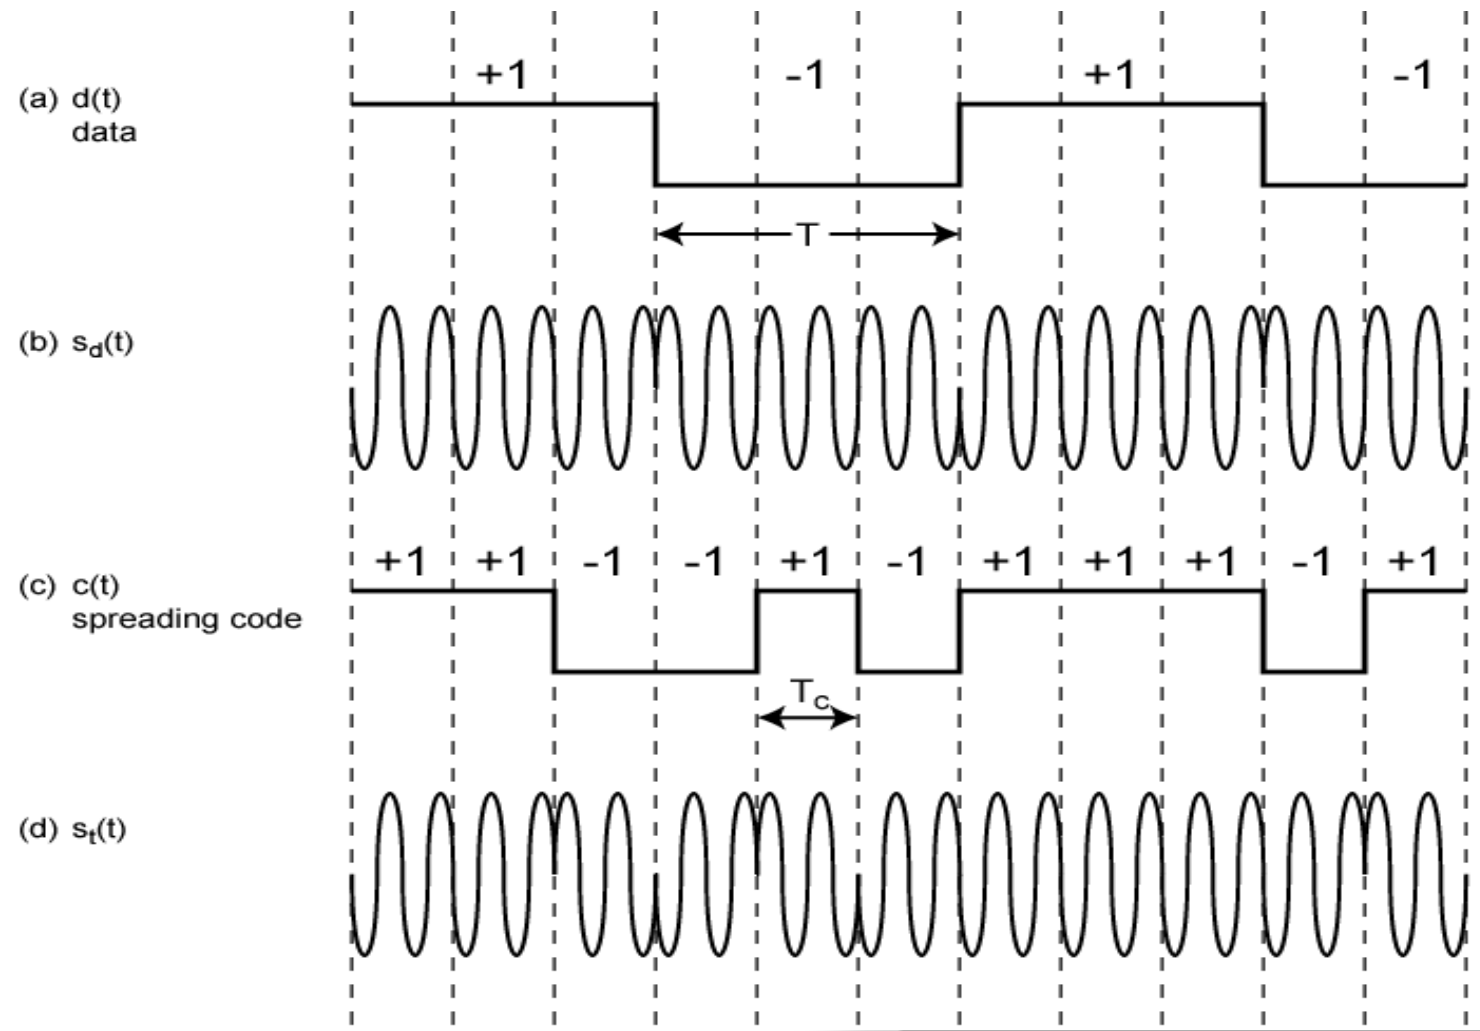 +1 -1 +1 -1
(a) d(t)
data
T
(b) sd(t)
+1 +1 -1 -1 +1 -1 +1 +1 +1 -1 +1
(c) c(t)
spreading code
Tc
(d) st(t)